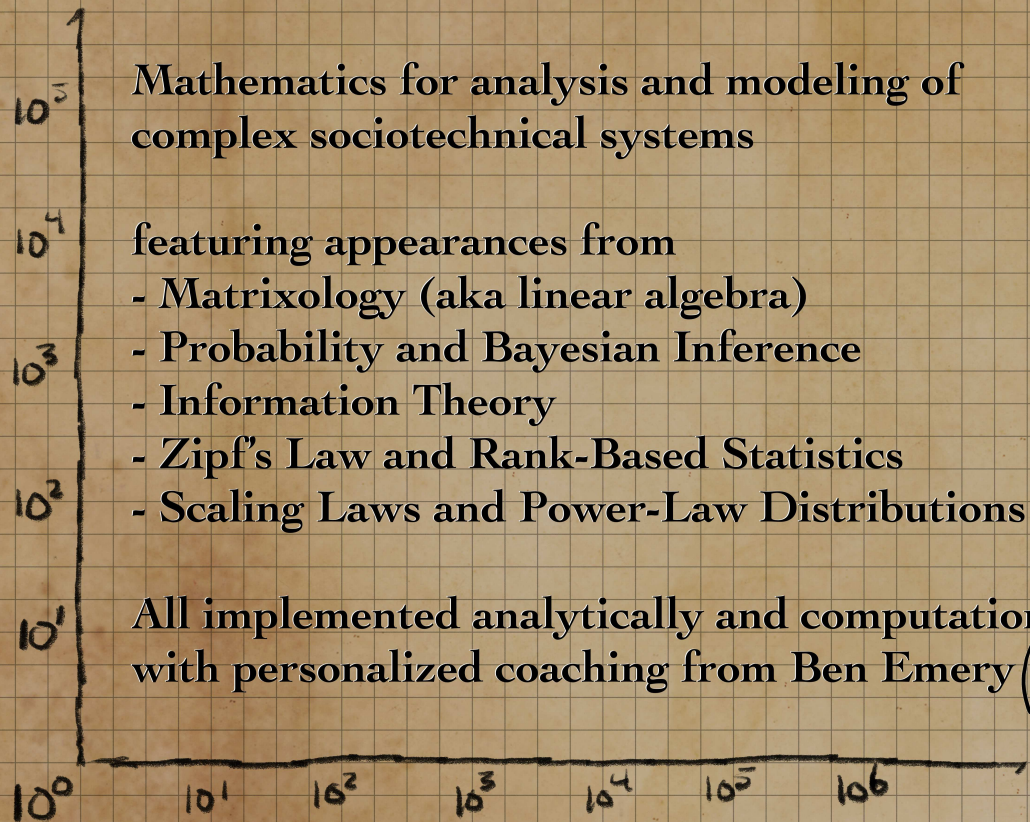 10⁵
Mathematics for analysis and modeling of
complex sociotechnical systems
10⁴
featuring appearances from
- Matrixology (aka linear algebra)
- Probability and Bayesian Inference
10³
- Information Theory
- Zipf's Law and Rank-Based Statistics
10²
- Scaling Laws and Power-Law Distributions
10¹
All implemented analytically and computation
with personalized coaching from Ben Emery (
10⁰ 10¹ 10² 10³ 10⁴ 10⁵ 10⁶